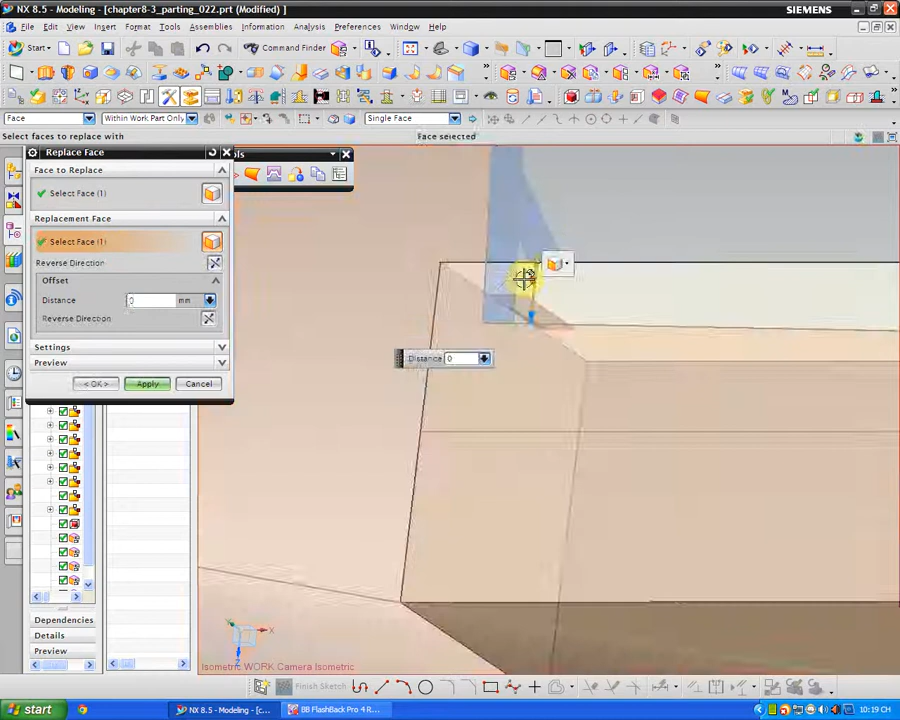 NX 8.5 - Modeling - [chapter8-3_parting_022.prt (Modified) ]
SIEMENS
File Edit View Insert Format Tools Assemblies Information Analysis Preferences Window Help
Start
Command Finder
Face
Within Work Part Only
Single Face
Select faces to replace with
Face selected
Replace Face
Face to Replace
Select Face (1)
Replacement Face
Select Face (1)
Reverse Direction
Offset
Distance
0
mm
Reverse Direction
Settings
Preview
< OK >
Apply
Cancel
Distance 0
Dependencies
Details
Preview
X
Y
Z
Isometric WORK Camera Isometric
Finish Sketch
start
NX 8.5 - Modeling - [c...
BB FlashBack Pro 4 R...
10:19 CH